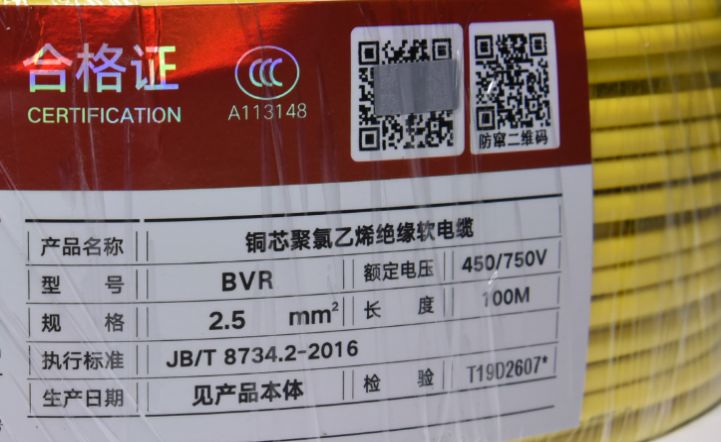 合格证
CERTIFICATION
CCC
A113148
防窜二维码
产品名称 铜芯聚氯乙烯绝缘软电缆
型 号 BVR 额定电压 450/750V
规 格 2.5 mm² 长 度 100M
执行标准 JB/T 8734.2-2016
生产日期 见产品本体 检 验 T19D2607*